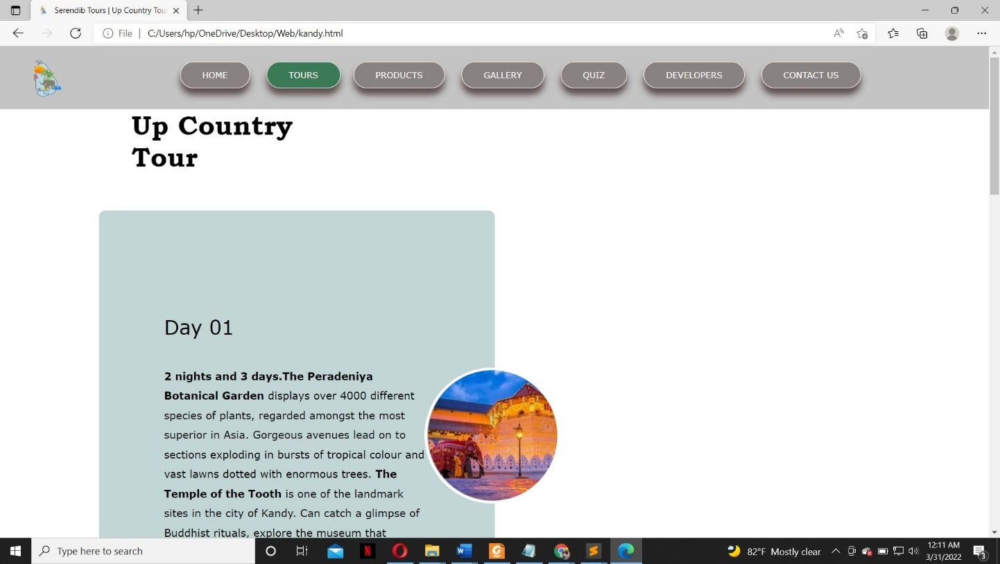 Serendib Tours | Up Country Tou
File | C:/Users/hp/OneDrive/Desktop/Web/kandy.html
HOME TOURS PRODUCTS GALLERY QUIZ DEVELOPERS CONTACT US
Up Country
Tour
Day 01
2 nights and 3 days.The Peradeniya
Botanical Garden displays over 4000 different
species of plants, regarded amongst the most
superior in Asia. Gorgeous avenues lead on to
sections exploding in bursts of tropical colour and
vast lawns dotted with enormous trees. The
Temple of the Tooth is one of the landmark
sites in the city of Kandy. Can catch a glimpse of
Buddhist rituals, explore the museum that
Type here to search
82°F Mostly clear
12:11 AM
3/31/2022
3